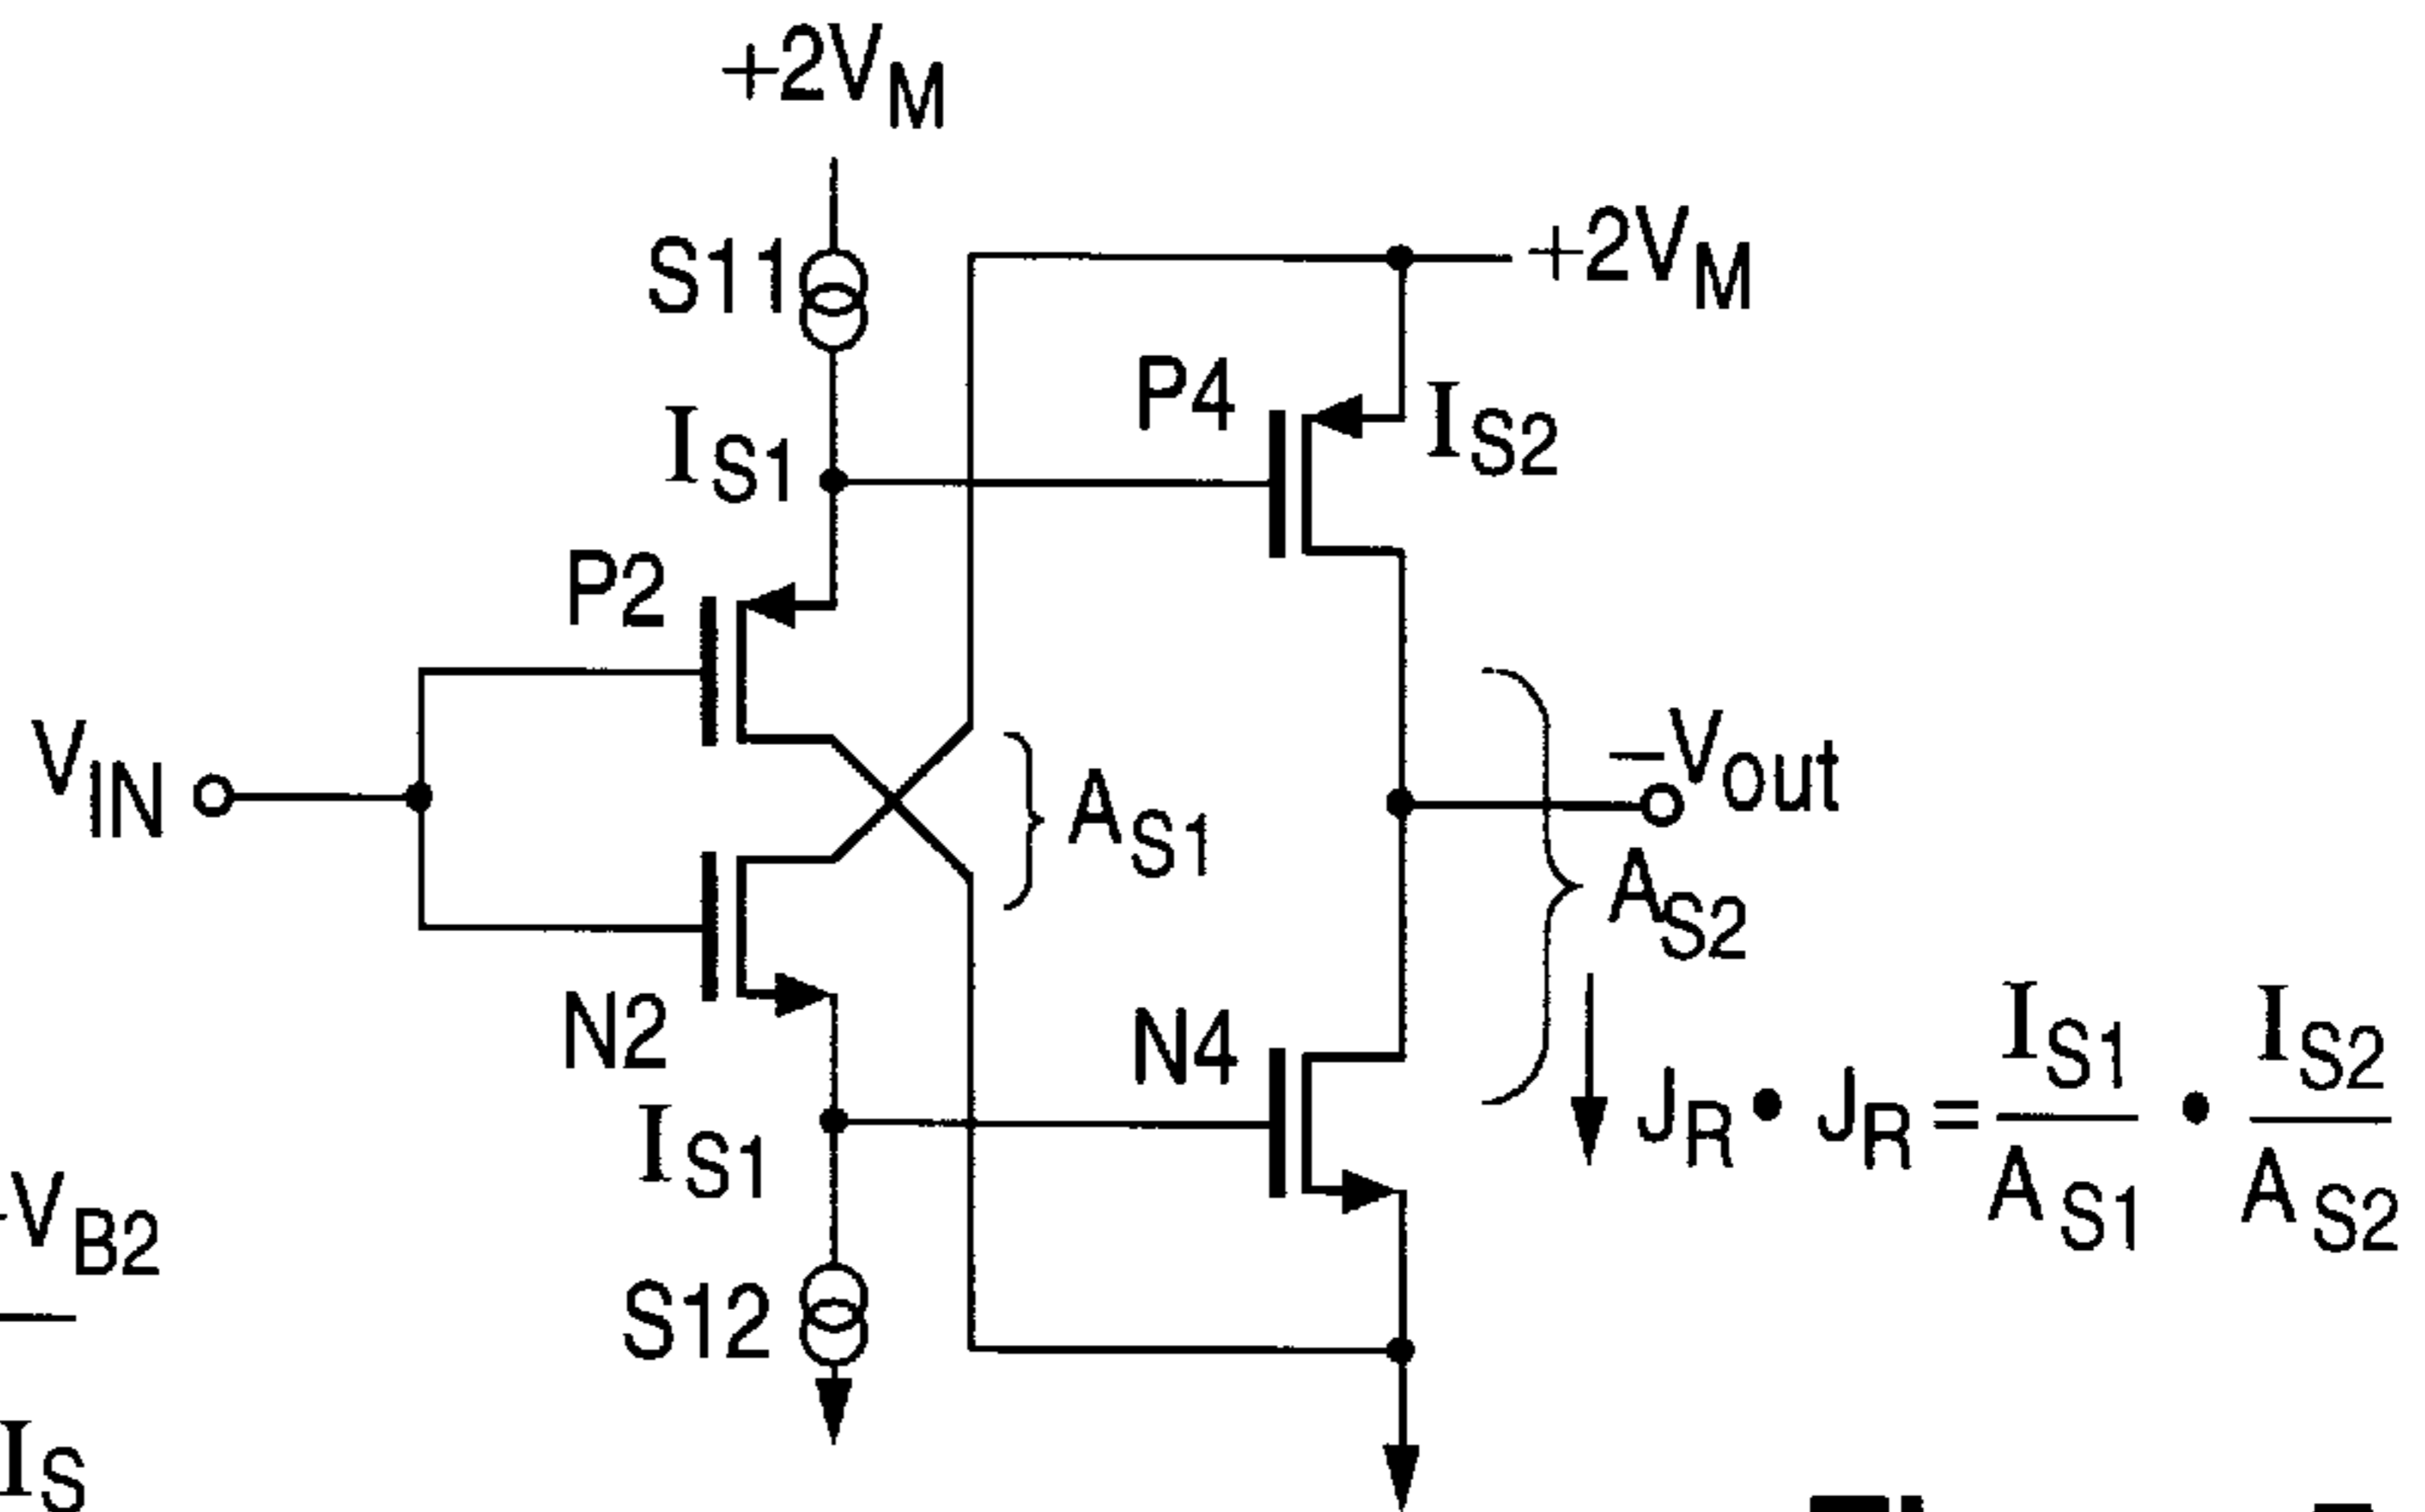 +2VM
S11
+2VM
P4
IS2
IS1
P2
VIN
AS1
–Vout
AS2
N2
N4
IS1
JR • JR = IS1/AS1 • IS2/AS2
VB2
S12
IS